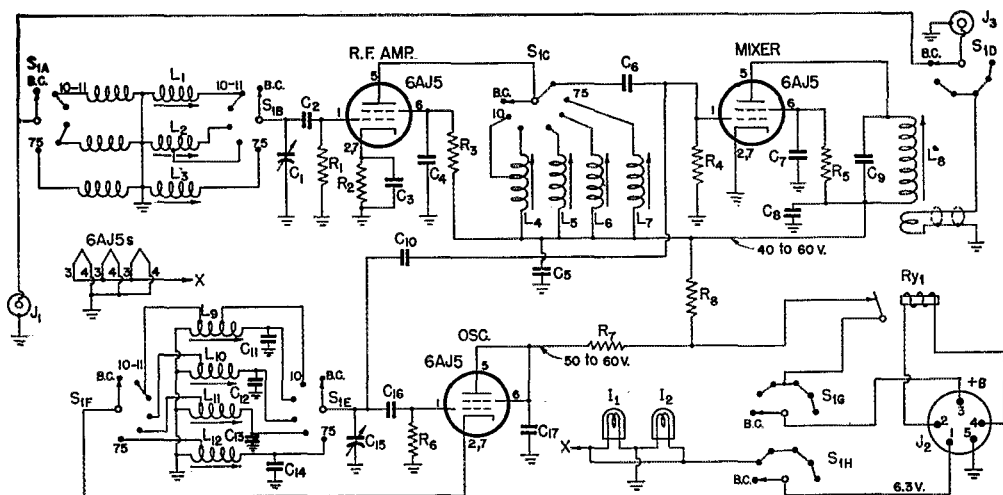 R.F. AMP.
MIXER
J3
S1A
B.C.
10-11
L1
10-11
B.C.
S1B
C2
5
6AJ5
S1C
C6
5
6AJ5
B.C.
S1D
L2
1
6
B.C.
10
75
1
6
75
L3
75
C1
R1
2,7
R2
C3
C4
R3
R4
2,7
C7
R5
C9
L8
C8
L4
L5
L6
L7
40 to 60 V.
6AJ5s
3 4 3 4 3 4
X
C10
C5
Ry1
J1
L9
C11
R8
OSC.
R7
10-11
L10
10
6AJ5
5
50 to 60 V.
B.C.
C12
B.C.
S1F
L11
S1E
C16
1
6
I1
I2
S1G
+B
B.C.
3
C13
75
C15
R6
2,7
C17
X
2
1
4
5
J2
75
L12
C14
B.C.
S1H
6.3 V.